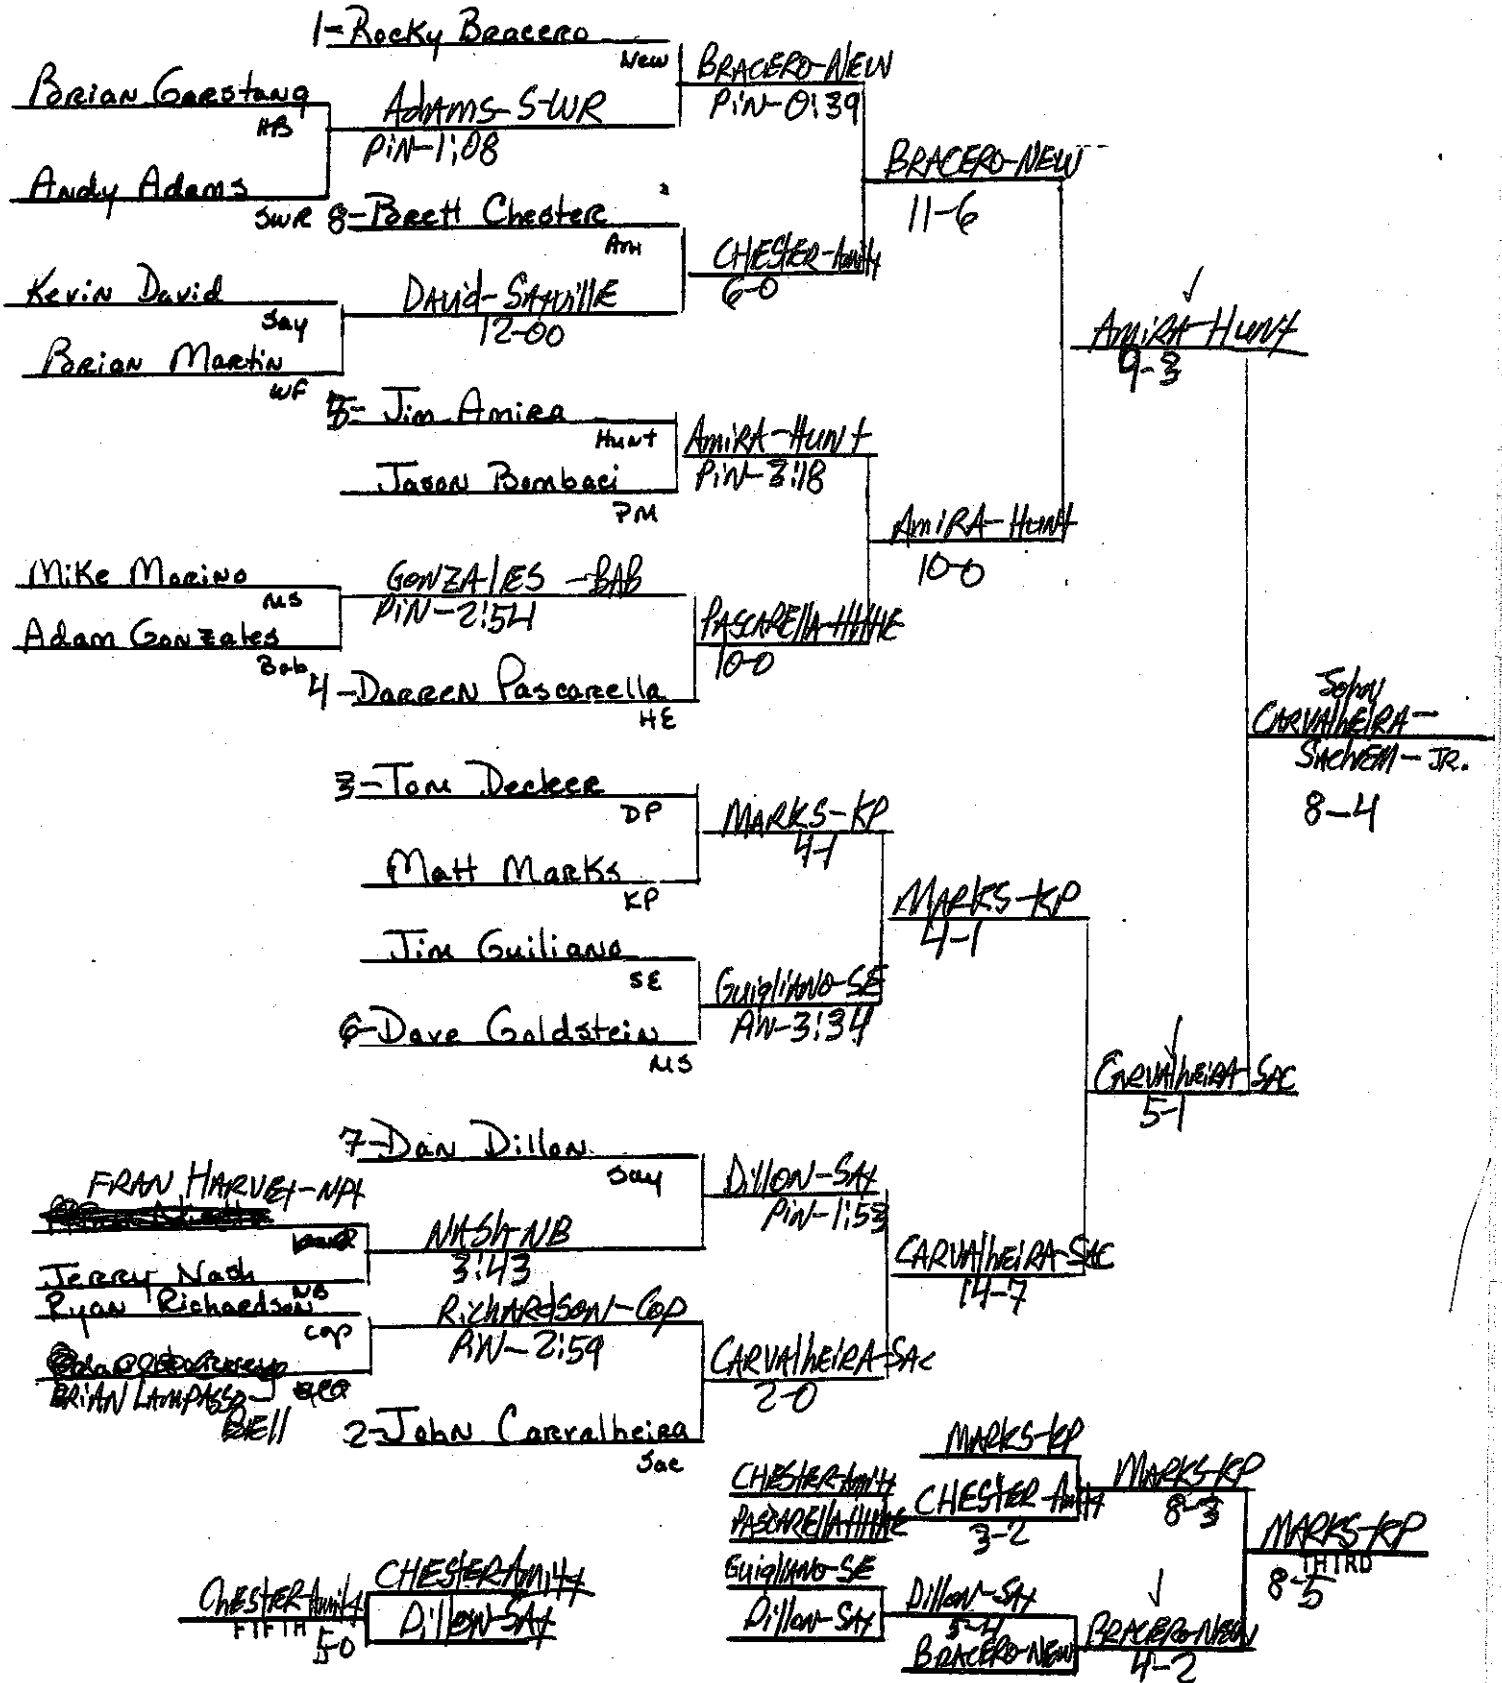 1-Rocky Bracero
New
BRACERO-NEW
PiN-0:39
Brian Garstang
HB
AdAMS-S-WR
PiN-1:08
Andy Adams
SWR
BRACERO-NEW
11-6
8-Brett Chester
Am
CHESTER-Amity
6-0
Kevin David
Say
DAvid-SAyvillE
12-00
Brian Martin
WF
AmiRA-Hunt
9-3
5-Jim Amira
Hunt
AmiRA-Hunt
PiN-3:18
Jason Bombaci
PM
AmiRA-Hunt
10-0
Mike Marino
MS
GONZAlES-BAB
PiN-2:54
Adam Gonzales
Bab
PASCAREllA-HHHE
10-0
4-Darren Pascarella
HE
John
CARVAlhEiRA-
SAchEM-JR.
8-4
3-Tom Decker
DP
MARKS-KP
4-1
Matt Marks
KP
MARKS-KP
4-1
Jim Guiliano
SE
GuigliANO-SE
PiN-3:34
6-Dave Goldstein
MS
CARVAlhEiRA-SAC
5-1
7-Dan Dillon
Say
Dillon-SAy
PiN-1:53
FRAN HARVEy-NPt
NASh-NB
3:43
Jerry Nash
NB
CARVAlhEiRA-SAC
14-7
Ryan Richardson
Cop
RichARdSON-Cop
PiN-2:59
BRiAN LAMPASSO-
BEll
CARVAlhEiRA-SAC
2-0
2-John Carvalheira
Sac
MARKS-KP
CHESTER-Amity
PASCAREllA-HHHE
CHESTER-Amity
3-2
MARKS-KP
8-3
MARKS-KP
THIRD
8-5
GuigliANO-SE
Dillon-SAy
Dillon-SAy
5-4
BRACERO-NEW
BRACERO-NEW
4-2
CHESTER-Amity
Dillon-SAy
CHESTER-Amity
FIFTH
5-0